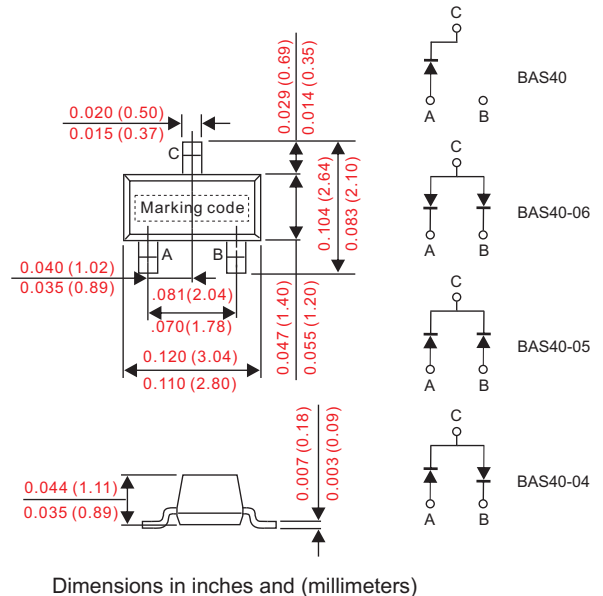 0.020 (0.50)
0.015 (0.37)
C
0.029 (0.69)
0.014 (0.35)
Marking code
0.104 (2.64)
0.083 (2.10)
A
B
0.040 (1.02)
0.035 (0.89)
.081(2.04)
.070(1.78)
0.047 (1.40)
0.055 (1.20)
0.120 (3.04)
0.110 (2.80)
0.044 (1.11)
0.035 (0.89)
0.007 (0.18)
0.003 (0.09)
C
BAS40
A
B
C
BAS40-06
A
B
C
BAS40-05
A
B
C
BAS40-04
A
B
Dimensions in inches and (millimeters)